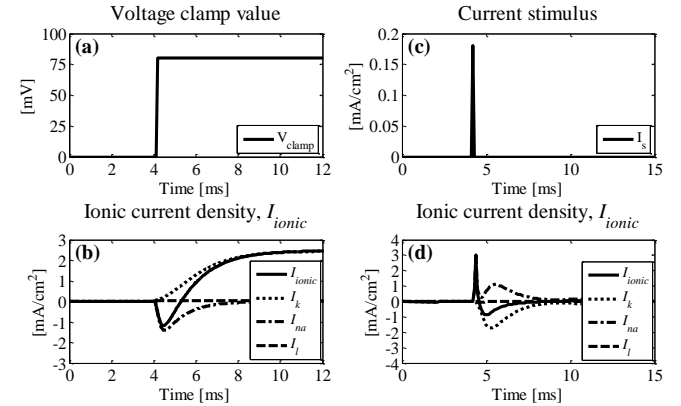 Voltage clamp value
(a)
[mV]
100
75
50
25
0
0 2 4 6 8 10 12
Time [ms]
V_clamp
Current stimulus
(c)
[mA/cm²]
0.2
0.15
0.1
0.05
0
0 5 10 15
Time [ms]
I_s
Ionic current density, I_ionic
(b)
[mA/cm²]
3
2
1
0
-1
-2
-3
0 2 4 6 8 10 12
Time [ms]
I_ionic
I_k
I_na
I_l
Ionic current density, I_ionic
(d)
[mA/cm²]
4
3
2
1
0
-1
-2
-3
-4
0 5 10 15
Time [ms]
I_ionic
I_k
I_na
I_l